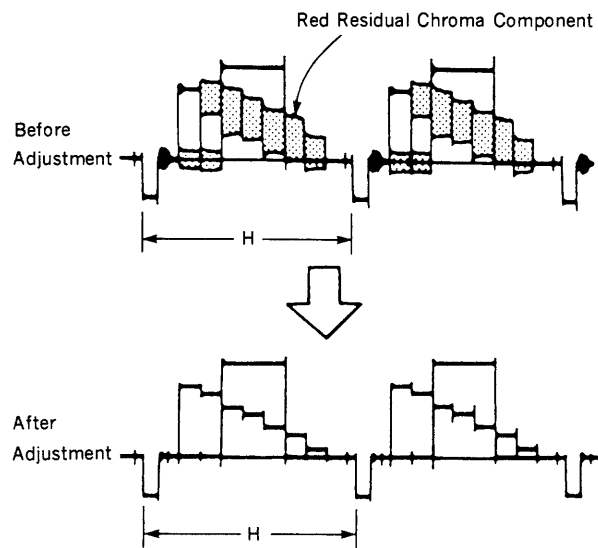 Red Residual Chroma Component
Before
Adjustment
H
After
Adjustment
H